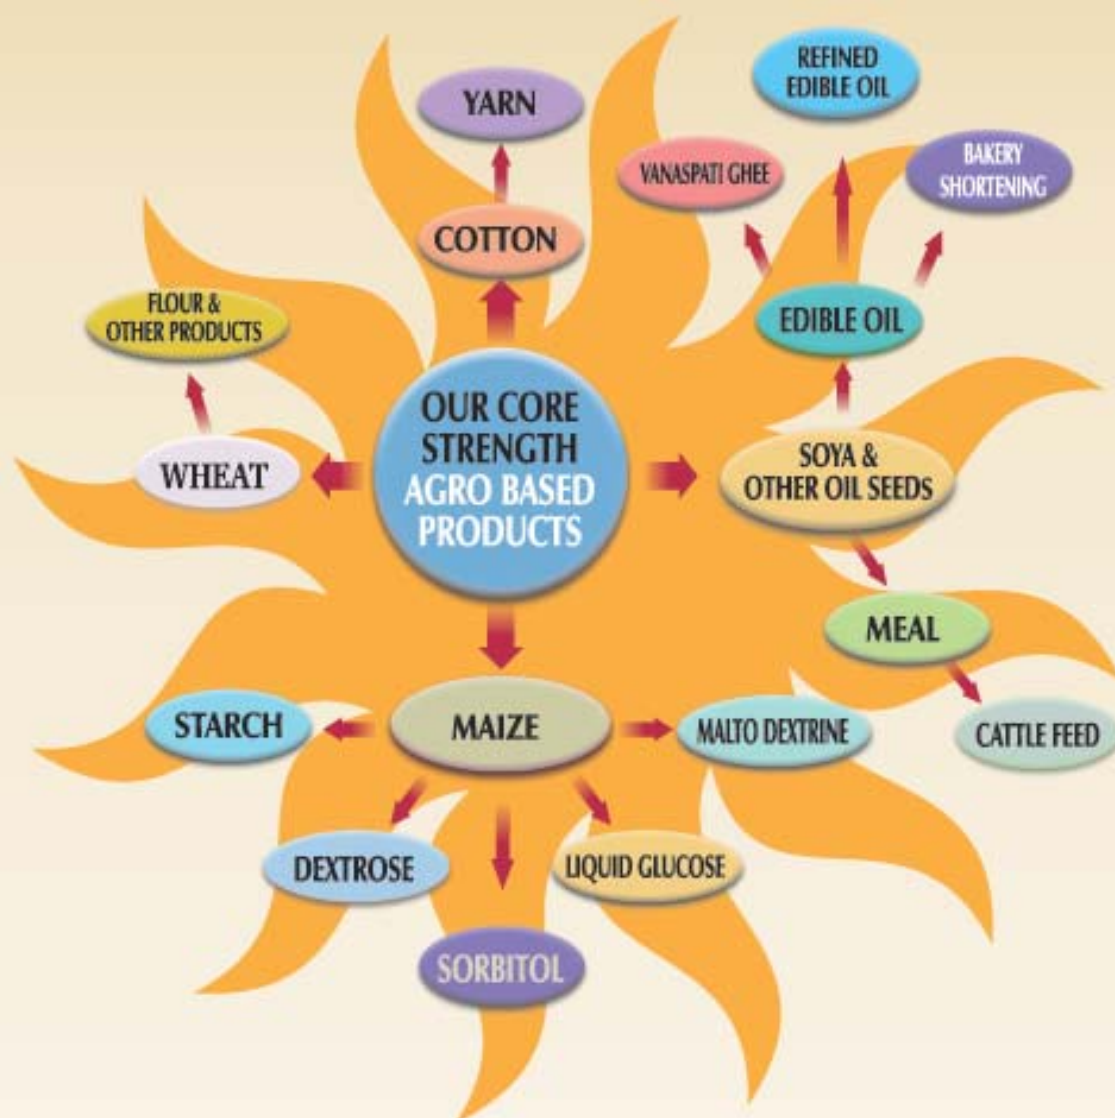 REFINED
EDIBLE OIL
YARN
VANASPATI GHEE
BAKERY
SHORTENING
COTTON
FLOUR &
OTHER PRODUCTS
EDIBLE OIL
OUR CORE
STRENGTH
AGRO BASED
PRODUCTS
WHEAT
SOYA &
OTHER OIL SEEDS
MEAL
STARCH
MAIZE
MALTO DEXTRINE
CATTLE FEED
DEXTROSE
LIQUID GLUCOSE
SORBITOL